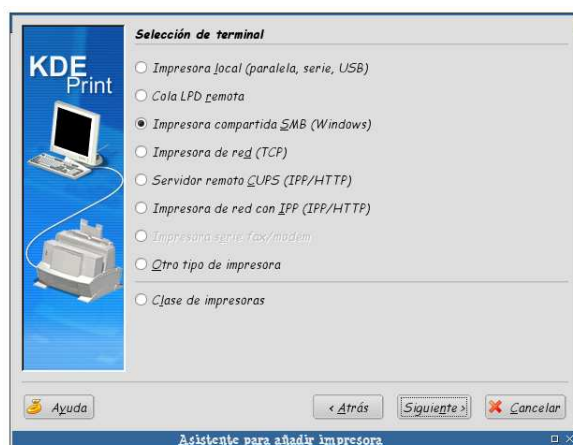 Selección de terminal
KDE
Print
Impresora local (paralela, serie, USB)
Cola LPD remota
Impresora compartida SMB (Windows)
Impresora de red (TCP)
Servidor remoto CUPS (IPP/HTTP)
Impresora de red con IPP (IPP/HTTP)
Impresora serie fax/modem
Otro tipo de impresora
Clase de impresoras
Ayuda
< Atrás
Siguiente >
Cancelar
Asistente para añadir impresora